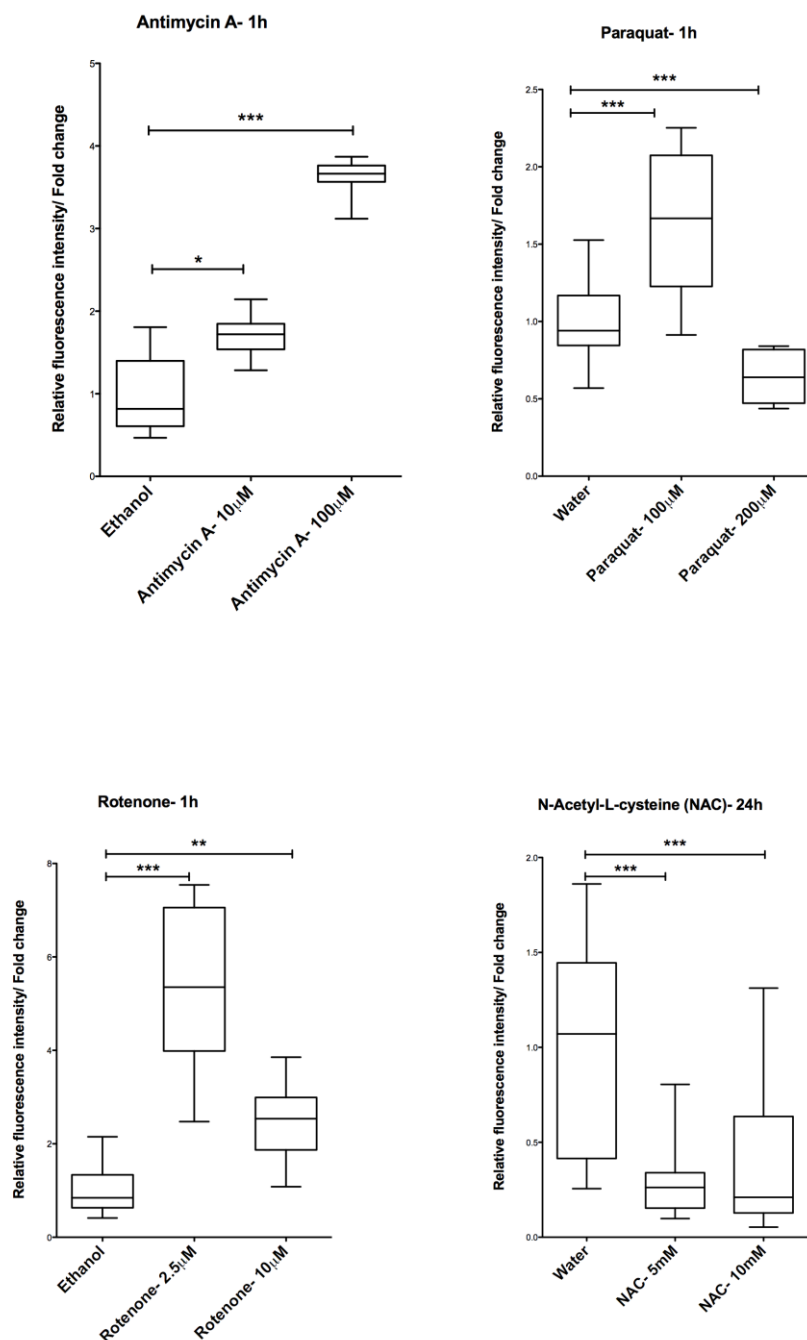 Antimycin A- 1h
Relative fluorescence intensity/ Fold change
5
4
3
2
1
0
***
*
Ethanol
Antimycin A- 10μM
Antimycin A- 100μM
Paraquat- 1h
Relative fluorescence intensity/ Fold change
2.5
2.0
1.5
1.0
0.5
0.0
***
***
Water
Paraquat- 100μM
Paraquat- 200μM
Rotenone- 1h
Relative fluorescence intensity/ Fold change
8
6
4
2
0
**
***
Ethanol
Rotenone- 2.5μM
Rotenone- 10μM
N-Acetyl-L-cysteine (NAC)- 24h
Relative fluorescence intensity/ Fold change
2.0
1.5
1.0
0.5
0.0
***
***
Water
NAC- 5mM
NAC- 10mM